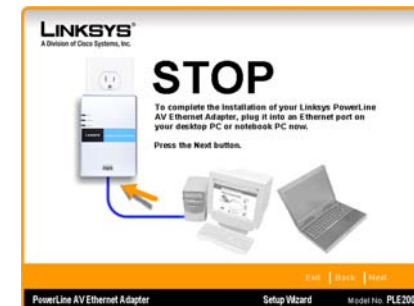 LINKSYS®
A Division of Cisco Systems, Inc.
STOP
To complete the Installation of your Linksys PowerLine
AV Ethernet Adapter, plug it into an Ethernet port on
your desktop PC or notebook PC now.
Press the Next button.
Exit | Back | Next
PowerLine AV Ethernet Adapter Setup Wizard Model No. PLE200